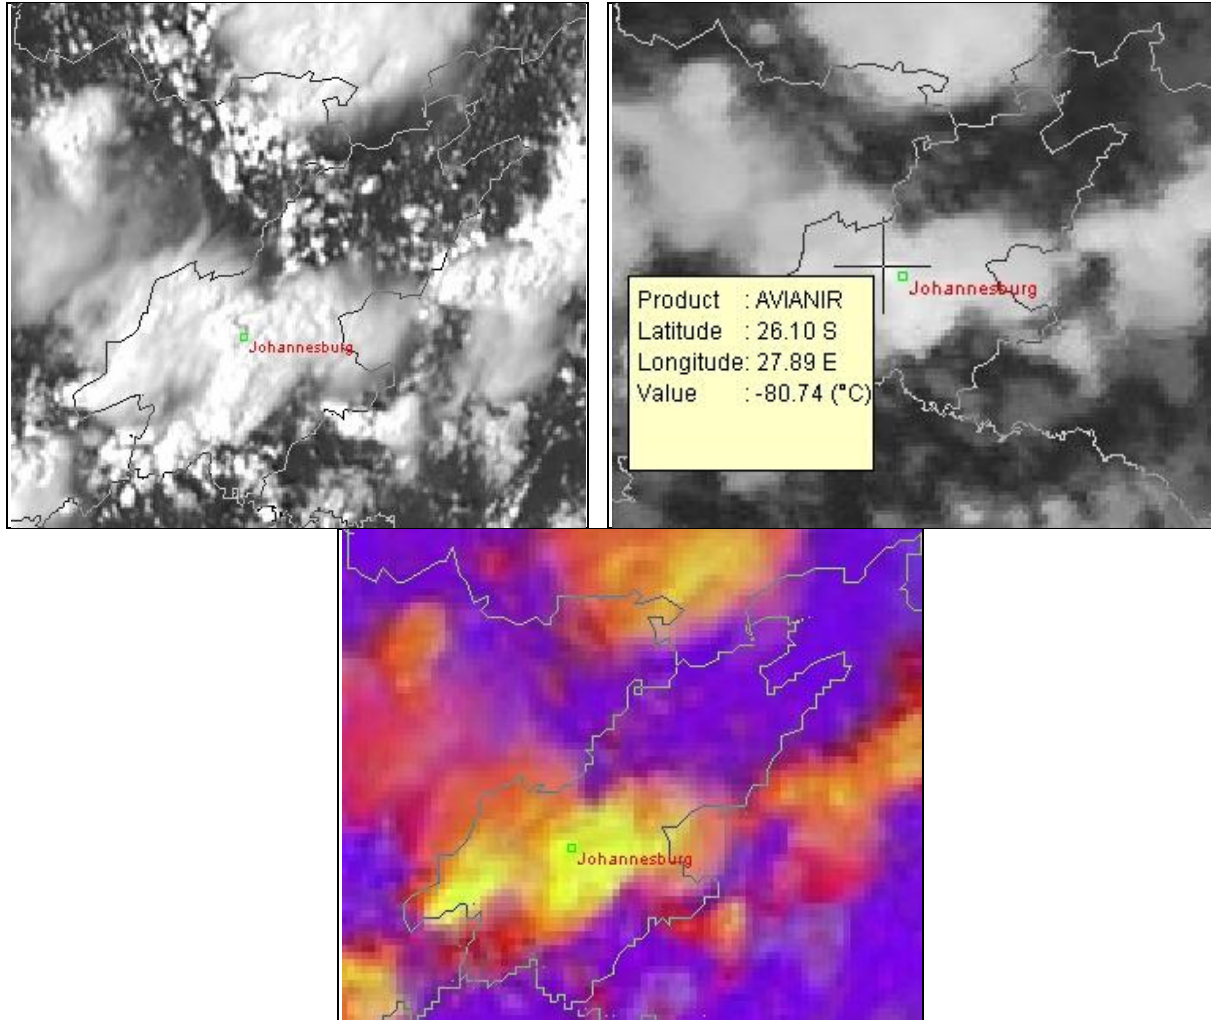 Johannesburg
Johannesburg
Product : AVIANIR
Latitude : 26.10 S
Longitude: 27.89 E
Value : -80.74 (°C)
Johannesburg